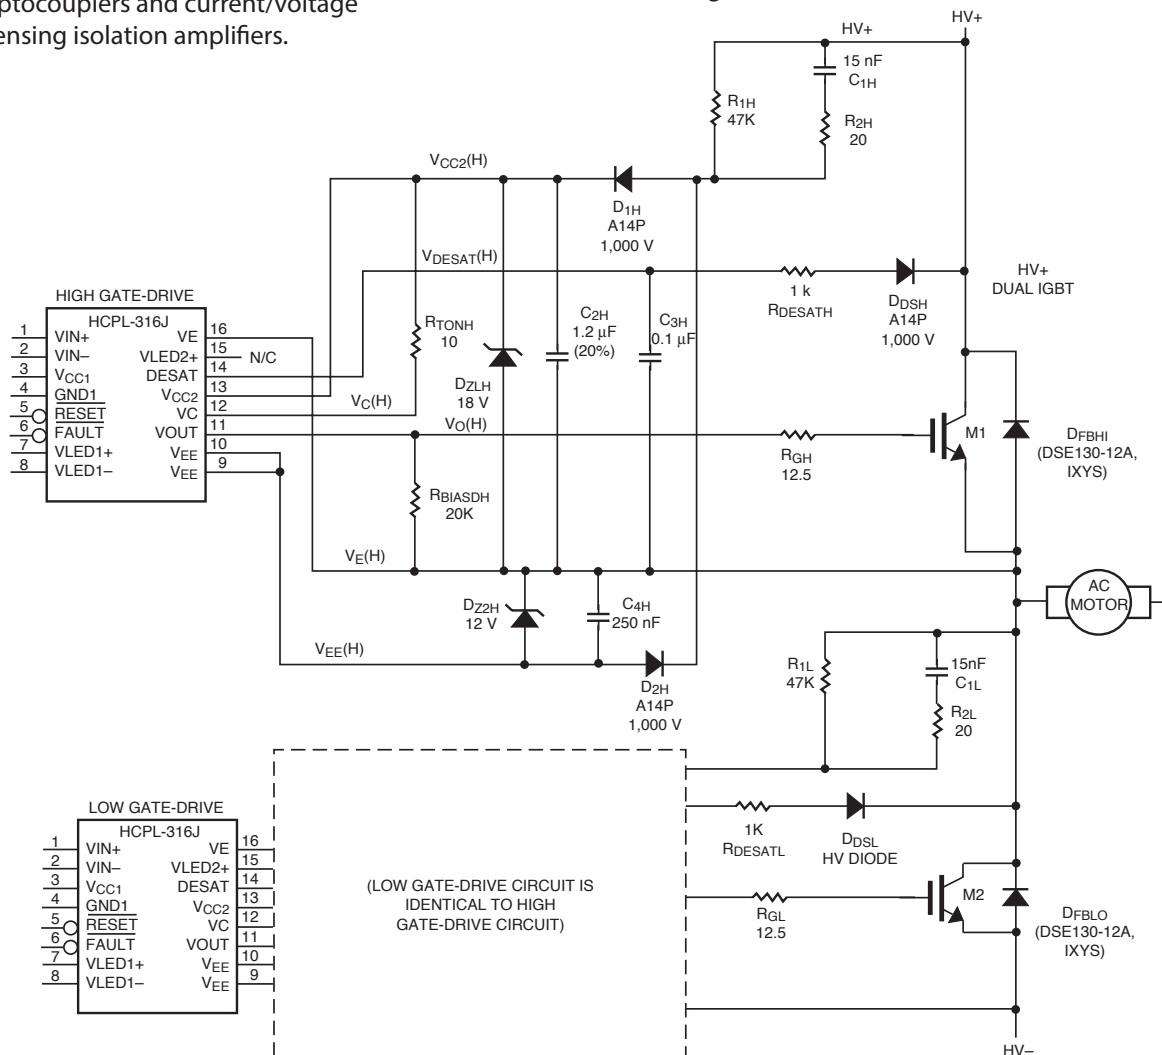 ptocouplers and current/voltage
ensing isolation amplifiers.
HV+
HV+
15 nF
C1H
R1H
47K
R2H
20
VCC2(H)
D1H
A14P
1,000 V
VDESAT(H)
1 k
RDESATH
DDSH
A14P
1,000 V
HV+
DUAL IGBT
HIGH GATE-DRIVE
HCPL-316J
1 VIN+ VE 16
2 VIN– VLED2+ 15 N/C
3 VCC1 DESAT 14
4 GND1 VCC2 13
5 RESET VC 12
6 FAULT VOUT 11
7 VLED1+ VEE 10
8 VLED1– VEE 9
RTONH
10
DZLH
18 V
C2H
1.2 µF
(20%)
C3H
0.1 µF
VC(H)
VO(H)
RGH
12.5
M1
DFBHI
(DSE130-12A,
IXYS)
RBIASDH
20K
VE(H)
DZ2H
12 V
C4H
250 nF
VEE(H)
D2H
A14P
1,000 V
AC
MOTOR
R1L
47K
15nF
C1L
R2L
20
LOW GATE-DRIVE
HCPL-316J
1 VIN+ VE 16
2 VIN– VLED2+ 15
3 VCC1 DESAT 14
4 GND1 VCC2 13
5 RESET VC 12
6 FAULT VOUT 11
7 VLED1+ VEE 10
8 VLED1– VEE 9
(LOW GATE-DRIVE CIRCUIT IS
IDENTICAL TO HIGH
GATE-DRIVE CIRCUIT)
1K
RDESATL
DDSL
HV DIODE
RGL
12.5
M2
DFBLO
(DSE130-12A,
IXYS)
HV–